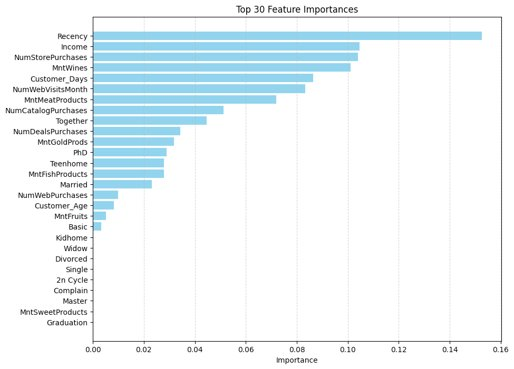 Top 30 Feature Importances
Recency
Income
NumStorePurchases
MntWines
Customer_Days
NumWebVisitsMonth
MntMeatProducts
NumCatalogPurchases
Together
NumDealsPurchases
MntGoldProds
PhD
Teenhome
MntFishProducts
Married
NumWebPurchases
Customer_Age
MntFruits
Basic
Kidhome
Widow
Divorced
Single
2n Cycle
Complain
Master
MntSweetProducts
Graduation
0.00 0.02 0.04 0.06 0.08 0.10 0.12 0.14 0.16
Importance